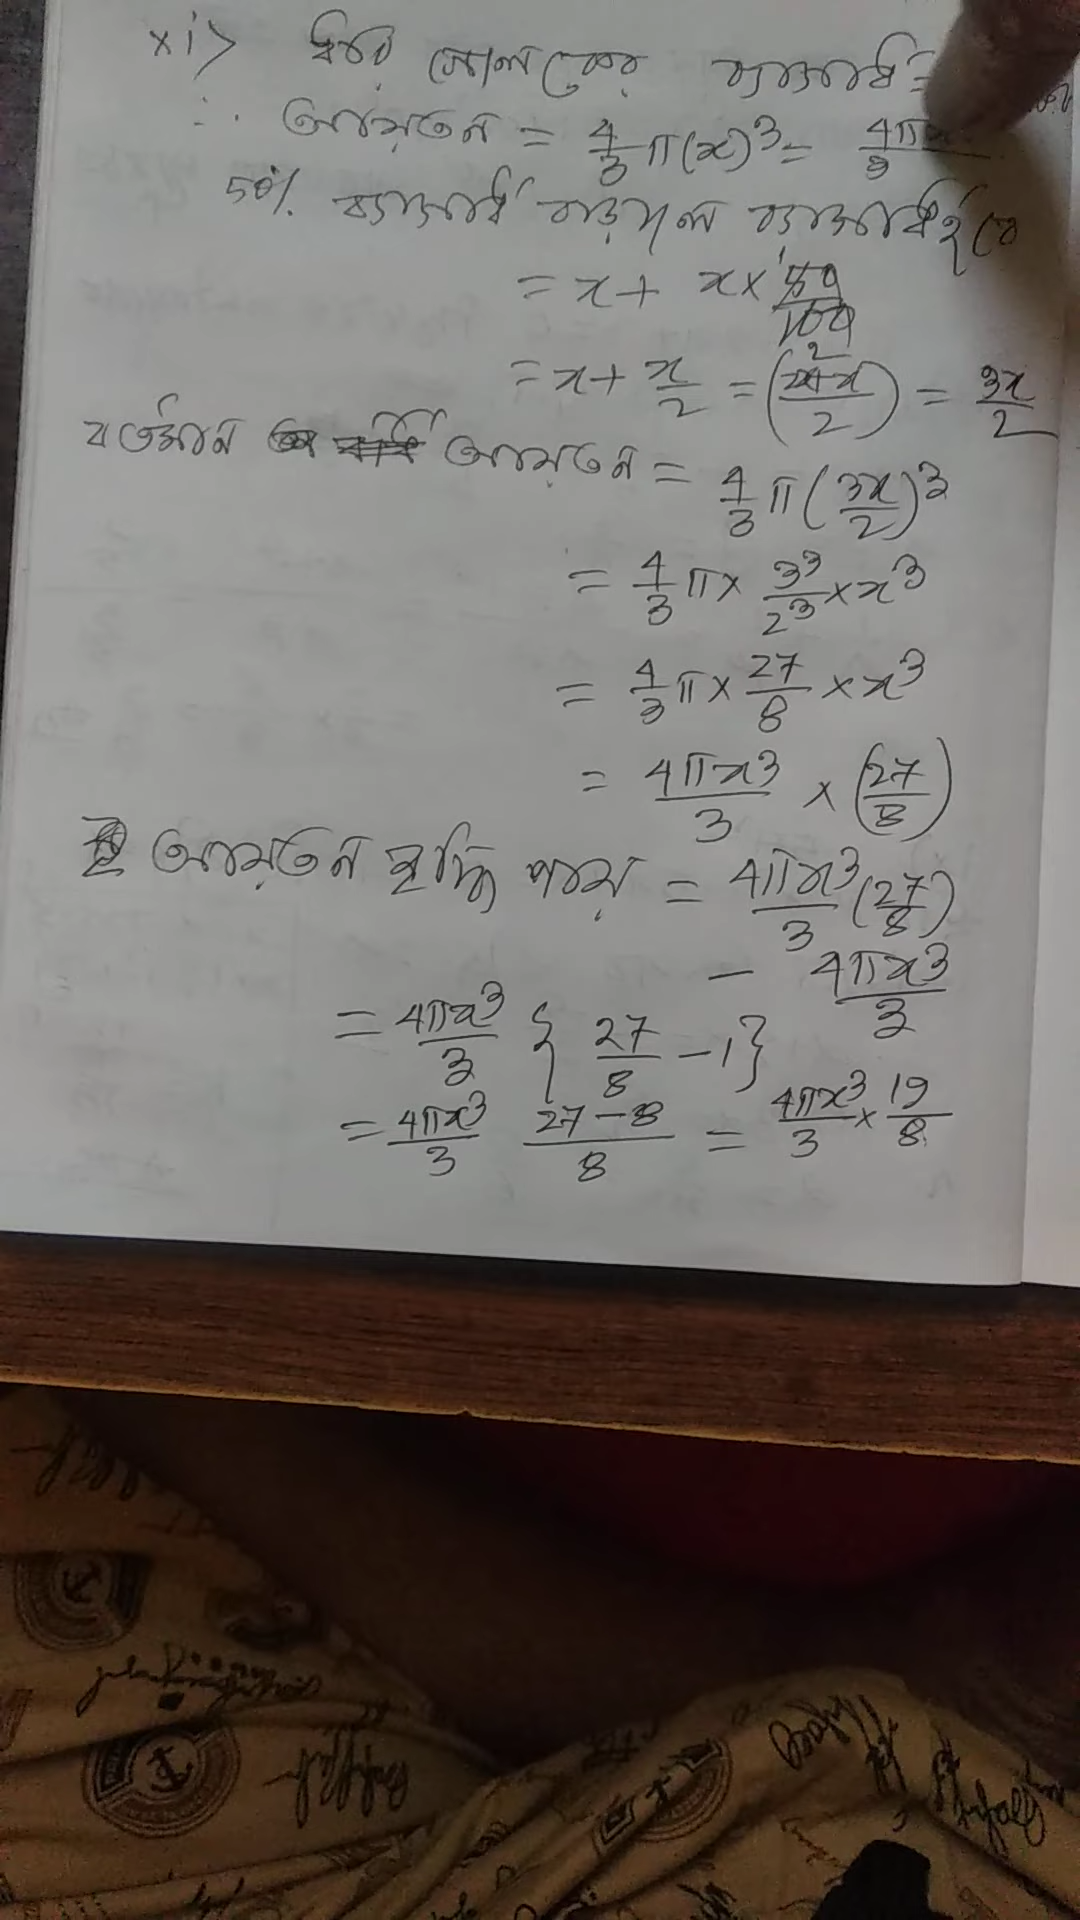 xi> ধরি গোলকের ব্যাসার্ধ =
∴ আয়তন = 4/3 π(x)³ = 4πx
50% ব্যাসার্ধ বাড়ালে ব্যাসার্ধ হবে
= x + x × 50/100
= x + x/2 = (2x+x/2) = 3x/2
বর্তমান আয়তন = 4/3 π (3x/2)³
= 4/3 π × 3³/2³ × x³
= 4/3 π × 27/8 × x³
= 4πx³/3 × (27/8)
আয়তন বৃদ্ধি পায় = 4πx³/3 (27/8)
– 4πx³/3
= 4πx³/3 { 27/8 – 1}
= 4πx³/3 27–8/8 = 4πx³/3 × 19/8